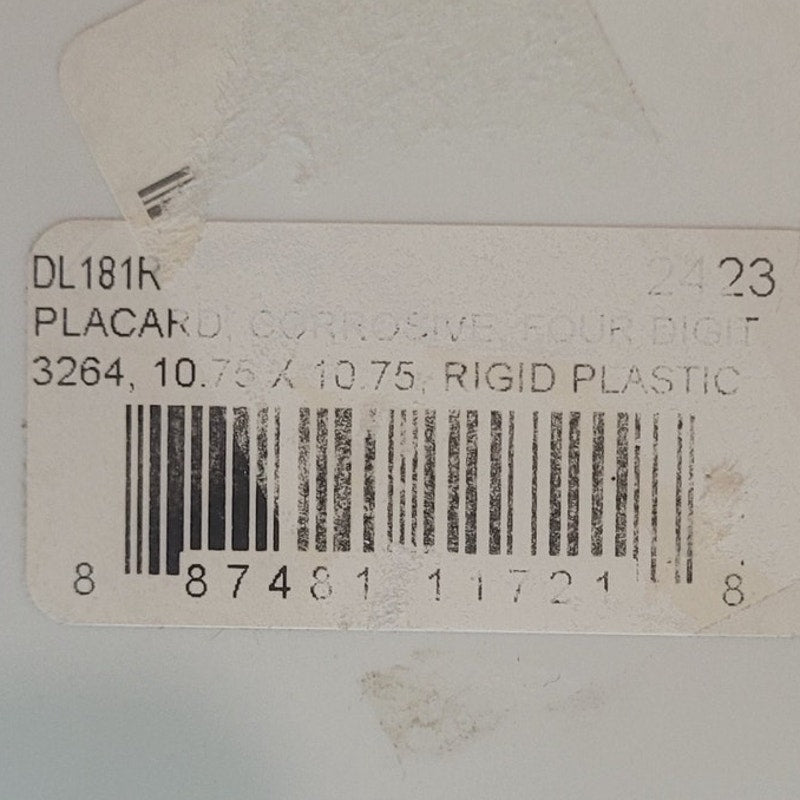 DL181R 2423
PLACARD, CORROSIVE, FOUR DIGIT
3264, 10.75 X 10.75, RIGID PLASTIC
8 87481 11721 8